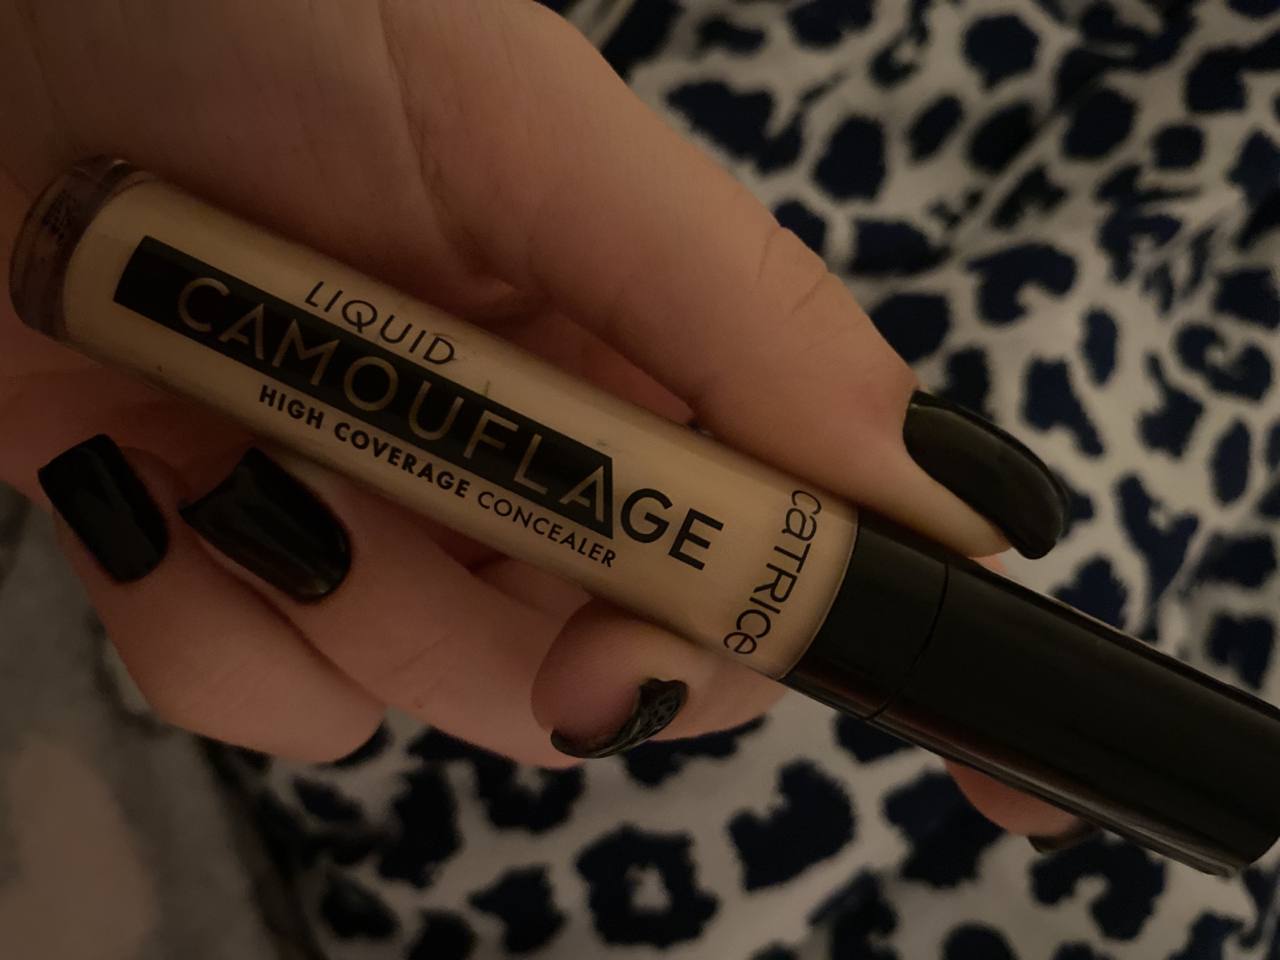 LIQUID
CAMOUFLAGE
HIGH COVERAGE CONCEALER
CATRICE